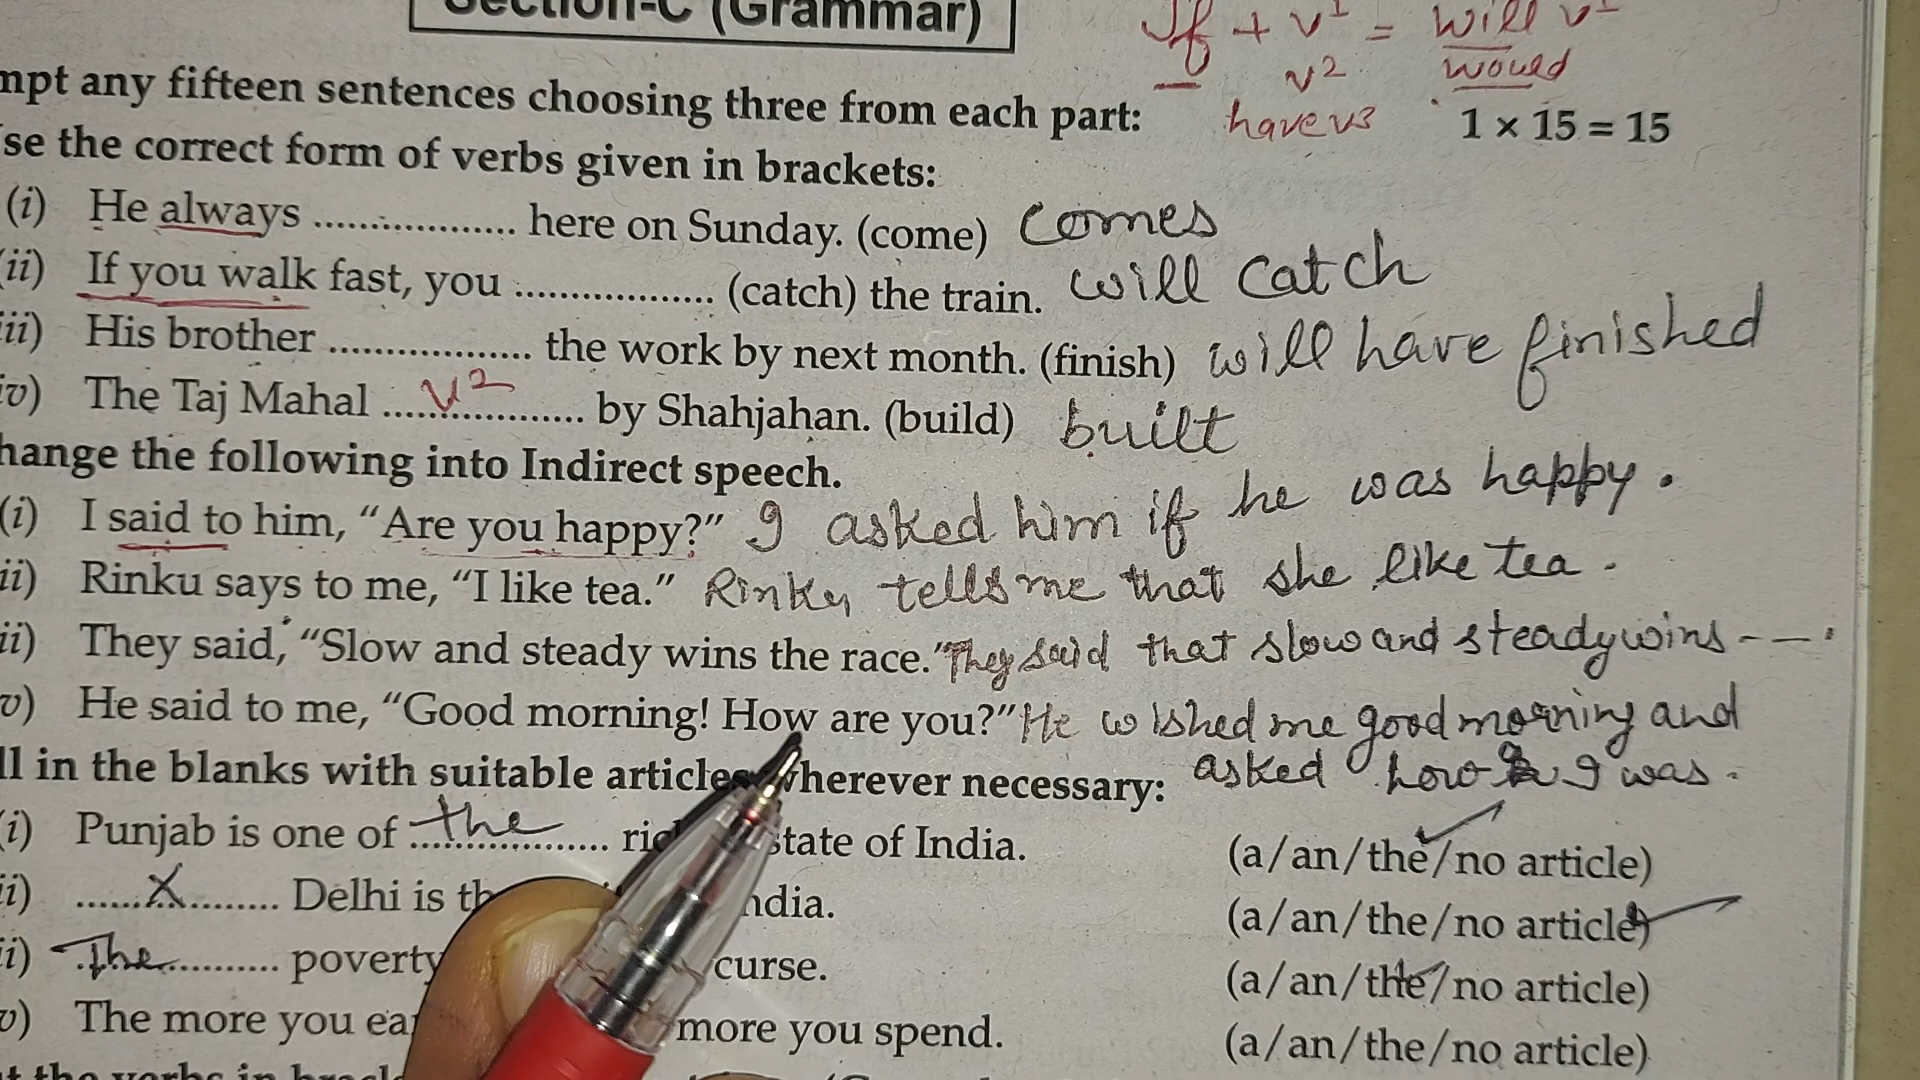 Section-C (Grammar) If + v¹ = will v¹
v² would
mpt any fifteen sentences choosing three from each part: have v3 1 × 15 = 15
se the correct form of verbs given in brackets:
(i) He always .................. here on Sunday. (come) comes
ii) If you walk fast, you .................. (catch) the train. will catch
iii) His brother .................. the work by next month. (finish) will have finished
iv) The Taj Mahal .... v² .............. by Shahjahan. (build) built
hange the following into Indirect speech.
(i) I said to him, “Are you happy?” I asked him if he was happy.
ii) Rinku says to me, “I like tea.” Rinku tells me that she like tea.
ii) They said, “Slow and steady wins the race.” They said that slow and steady wins - — .
v) He said to me, “Good morning! How are you?” He wished me good morning and
asked how I was.
ll in the blanks with suitable articles wherever necessary:
(i) Punjab is one of the .................. state of India. (a/an/the/no article)
i) ......X......... Delhi is ndia. (a/an/the/no article)
i) The ............ poverty curse. (a/an/the/no article)
v) The more you more you spend. (a/an/the/no article)